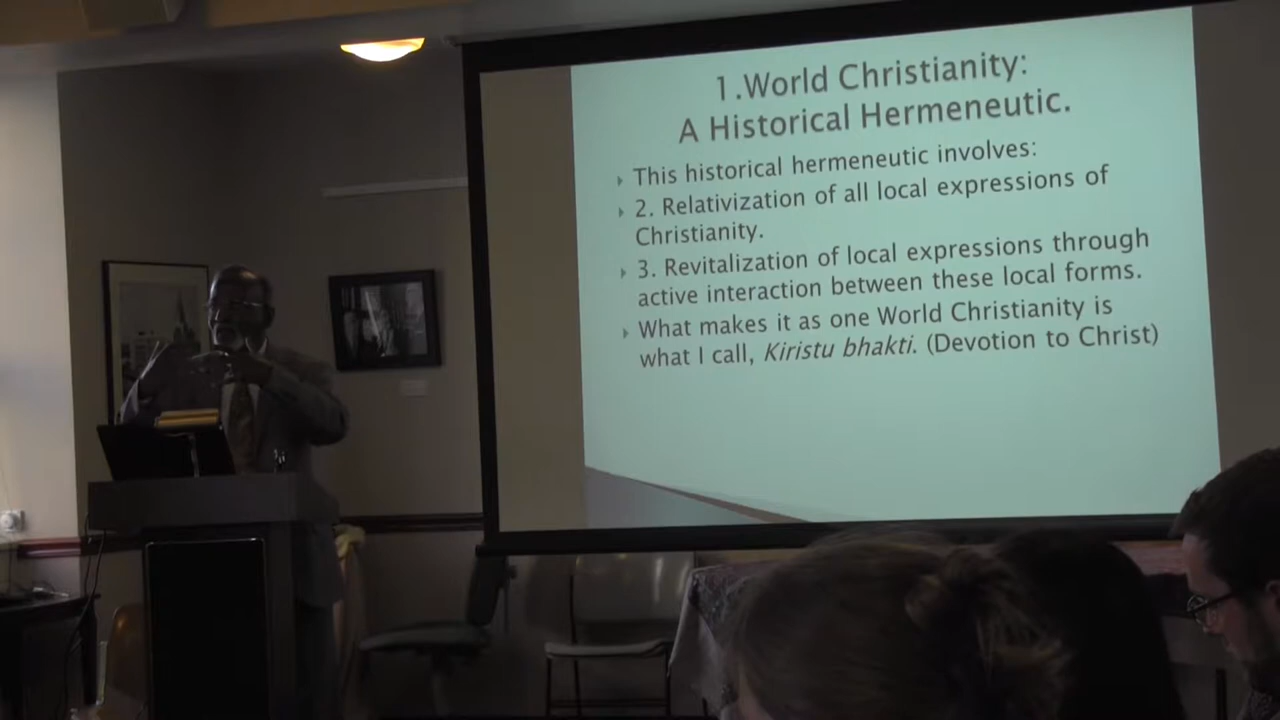 1.World Christianity:
A Historical Hermeneutic.
This historical hermeneutic involves:
2. Relativization of all local expressions of
Christianity.
3. Revitalization of local expressions through
active interaction between these local forms.
What makes it as one World Christianity is
what I call, Kiristu bhakti. (Devotion to Christ)